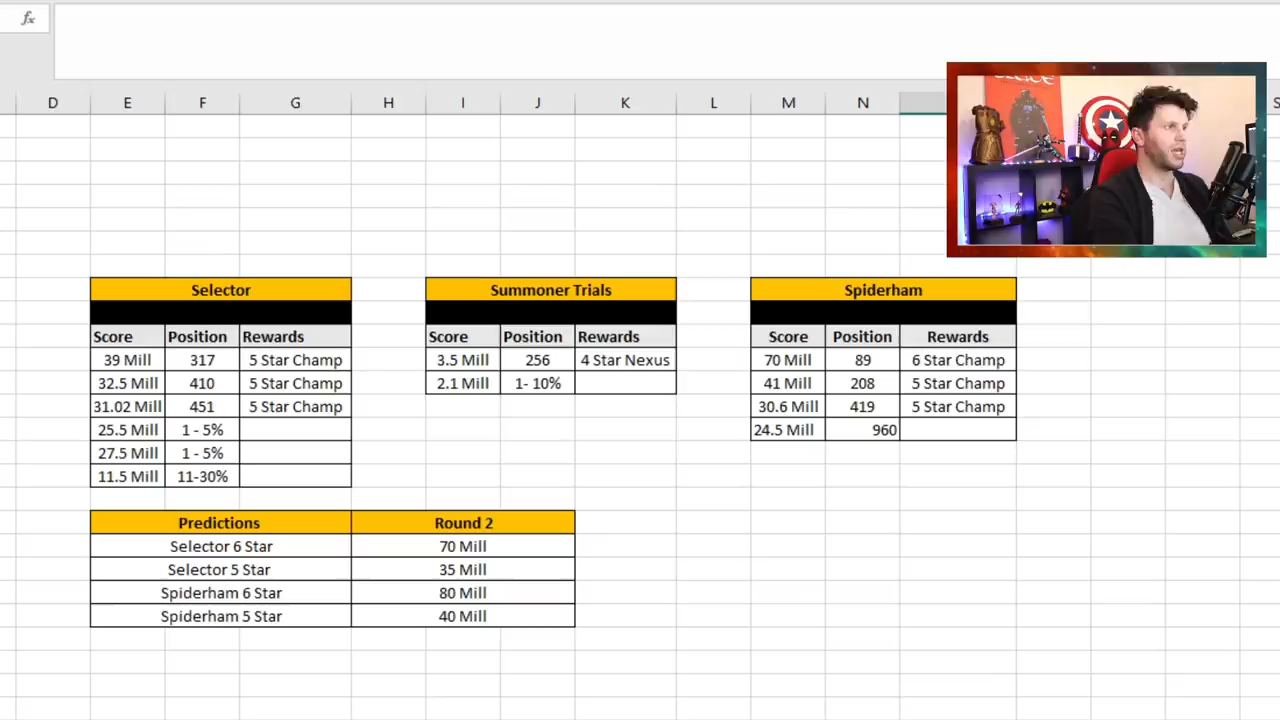 fx
D E F G H I J K L M N S
Selector
Score Position Rewards
39 Mill 317 5 Star Champ
32.5 Mill 410 5 Star Champ
31.02 Mill 451 5 Star Champ
25.5 Mill 1 - 5%
27.5 Mill 1 - 5%
11.5 Mill 11-30%
Summoner Trials
Score Position Rewards
3.5 Mill 256 4 Star Nexus
2.1 Mill 1- 10%
Spiderham
Score Position Rewards
70 Mill 89 6 Star Champ
41 Mill 208 5 Star Champ
30.6 Mill 419 5 Star Champ
24.5 Mill 960
Predictions Round 2
Selector 6 Star 70 Mill
Selector 5 Star 35 Mill
Spiderham 6 Star 80 Mill
Spiderham 5 Star 40 Mill